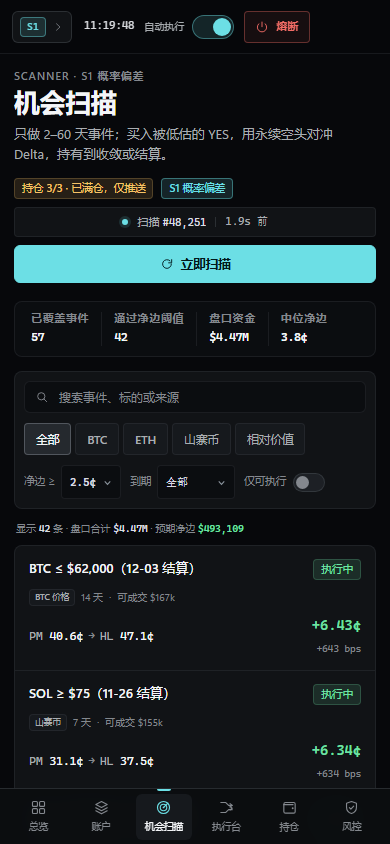 S1
11:19:48
自动执行
熔断
SCANNER · S1 概率偏差
机会扫描
只做 2–60 天事件；买入被低估的 YES，用永续空头对冲
Delta，持有到收敛或结算。
持仓 3/3 · 已满仓，仅推送
S1 概率偏差
扫描 #48,251
1.9s 前
立即扫描
已覆盖事件
57
通过净边阈值
42
盘口资金
$4.47M
中位净边
3.8¢
搜索事件、标的或来源
全部
BTC
ETH
山寨币
相对价值
净边 ≥
2.5¢
到期
全部
仅可执行
显示 42 条 · 盘口合计 $4.47M · 预期净边 $493,109
BTC ≤ $62,000（12-03 结算）
执行中
BTC 价格
14 天 · 可成交 $167k
PM 40.6¢ → HL 47.1¢
+6.43¢
+643 bps
SOL ≥ $75（11-26 结算）
执行中
山寨币
7 天 · 可成交 $155k
PM 31.1¢ → HL 37.5¢
+6.34¢
+634 bps
总览
账户
机会扫描
执行台
持仓
风控